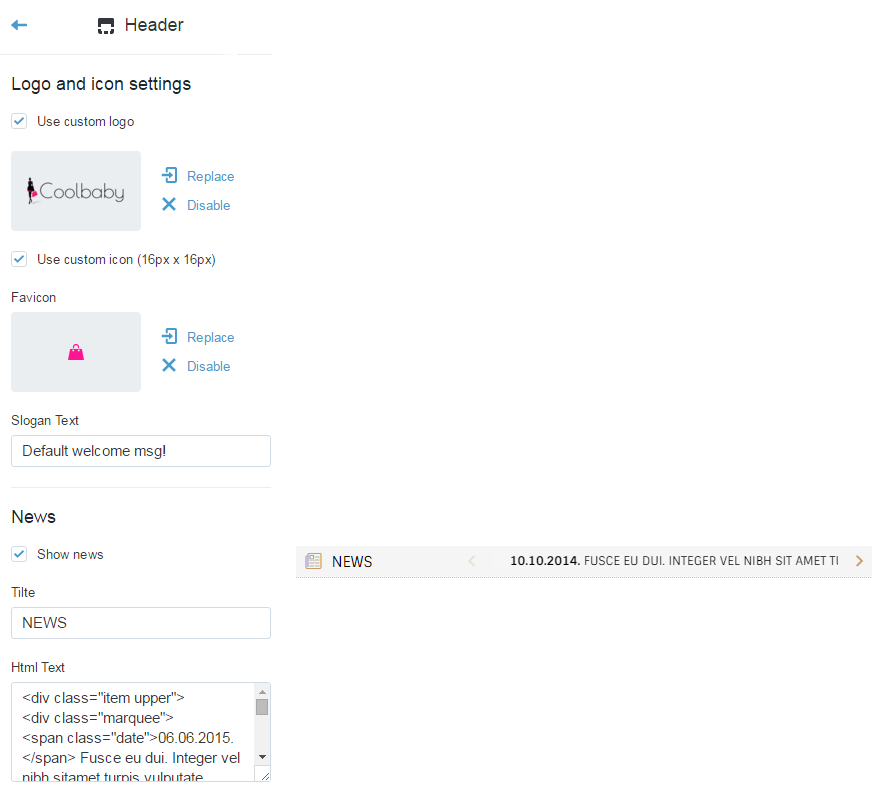 Header
Logo and icon settings
Use custom logo
Coolbaby
Replace
Disable
Use custom icon (16px x 16px)
Favicon
Replace
Disable
Slogan Text
Default welcome msg!
News
Show news
NEWS
10.10.2014. FUSCE EU DUI. INTEGER VEL NIBH SIT AMET TI
Tilte
NEWS
Html Text
<div class="item upper">
<div class="marquee">
<span class="date">06.06.2015.
</span> Fusce eu dui. Integer vel
nibh sitamet turpis vulputate